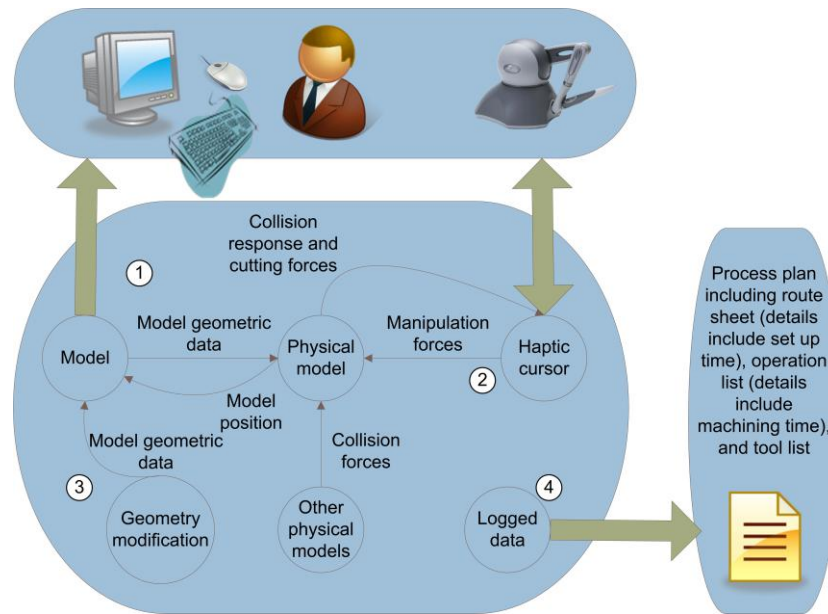 Collision
response and
cutting forces
1
Model geometric
data
Manipulation
forces
Model
Physical
model
Haptic
cursor
2
Model
position
Model geometric
data
Collision
forces
3
4
Geometry
modification
Other
physical
models
Logged
data
Process plan
including route
sheet (details
include set up
time), operation
list (details
include
machining time),
and tool list